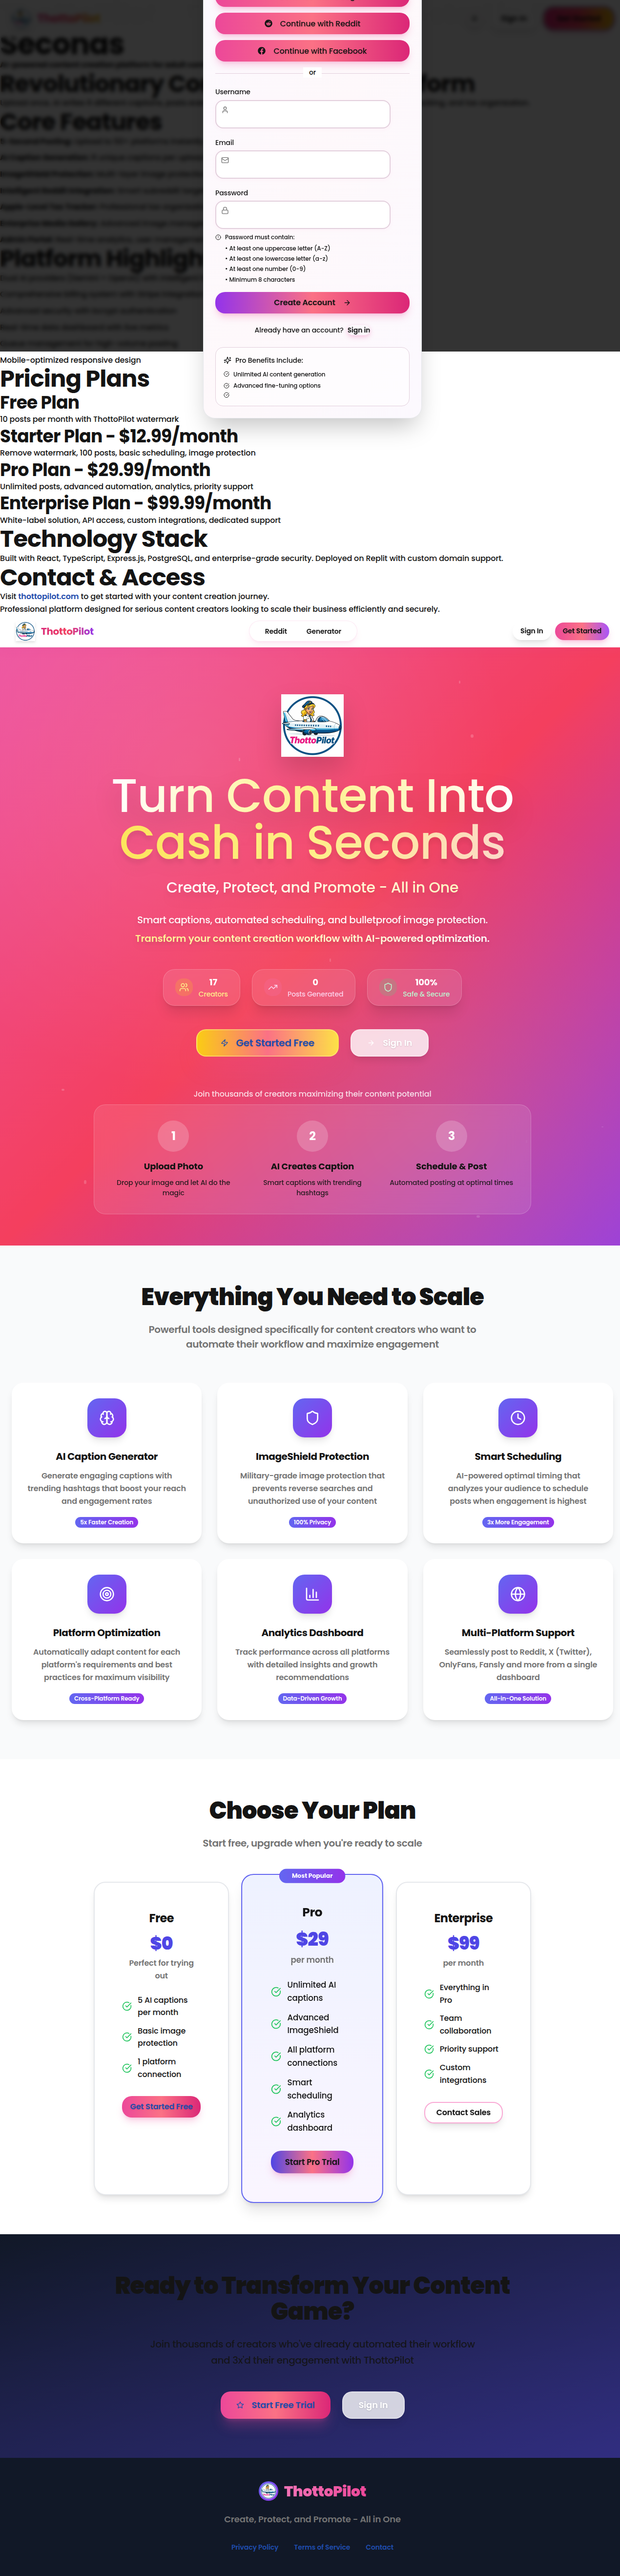 Continue with Reddit
Continue with Facebook
Seconds
Revolutionary Co
form
Core Features
Platform Highligh
or
Username
Email
Password
Password must contain:
• At least one uppercase letter (A-Z)
• At least one lowercase letter (a-z)
• At least one number (0-9)
• Minimum 8 characters
Create Account
Already have an account? Sign in
Pro Benefits Include:
Unlimited AI content generation
Advanced fine-tuning options
Mobile-optimized responsive design
Pricing Plans
Free Plan
10 posts per month with ThottoPilot watermark
Starter Plan - $12.99/month
Remove watermark, 100 posts, basic scheduling, image protection
Pro Plan - $29.99/month
Unlimited posts, advanced automation, analytics, priority support
Enterprise Plan - $99.99/month
White-label solution, API access, custom integrations, dedicated support
Technology Stack
Built with React, TypeScript, Express.js, PostgreSQL, and enterprise-grade security. Deployed on Replit with custom domain support.
Contact & Access
Visit thottopilot.com to get started with your content creation journey.
Professional platform designed for serious content creators looking to scale their business efficiently and securely.
ThottoPilot
Reddit
Generator
Sign In
Get Started
ThottoPilot
Turn Content Into
Cash in Seconds
Create, Protect, and Promote - All in One
Smart captions, automated scheduling, and bulletproof image protection.
Transform your content creation workflow with AI-powered optimization.
17
Creators
0
Posts Generated
100%
Safe & Secure
Get Started Free
Sign In
Join thousands of creators maximizing their content potential
1
Upload Photo
Drop your image and let AI do the
magic
2
AI Creates Caption
Smart captions with trending
hashtags
3
Schedule & Post
Automated posting at optimal times
Everything You Need to Scale
Powerful tools designed specifically for content creators who want to
automate their workflow and maximize engagement
AI Caption Generator
Generate engaging captions with
trending hashtags that boost your reach
and engagement rates
5x Faster Creation
ImageShield Protection
Military-grade image protection that
prevents reverse searches and
unauthorized use of your content
100% Privacy
Smart Scheduling
AI-powered optimal timing that
analyzes your audience to schedule
posts when engagement is highest
3x More Engagement
Platform Optimization
Automatically adapt content for each
platform's requirements and best
practices for maximum visibility
Cross-Platform Ready
Analytics Dashboard
Track performance across all platforms
with detailed insights and growth
recommendations
Data-Driven Growth
Multi-Platform Support
Seamlessly post to Reddit, X (Twitter),
OnlyFans, Fansly and more from a single
dashboard
All-in-One Solution
Choose Your Plan
Start free, upgrade when you're ready to scale
Free
$0
Perfect for trying
out
5 AI captions
per month
Basic image
protection
1 platform
connection
Get Started Free
Most Popular
Pro
$29
per month
Unlimited AI
captions
Advanced
ImageShield
All platform
connections
Smart
scheduling
Analytics
dashboard
Start Pro Trial
Enterprise
$99
per month
Everything in
Pro
Team
collaboration
Priority support
Custom
integrations
Contact Sales
Ready to Transform Your Content
Game?
Join thousands of creators who've already automated their workflow
and 3x'd their engagement with ThottoPilot
Start Free Trial
Sign In
ThottoPilot
Create, Protect, and Promote - All in One
Privacy Policy
Terms of Service
Contact